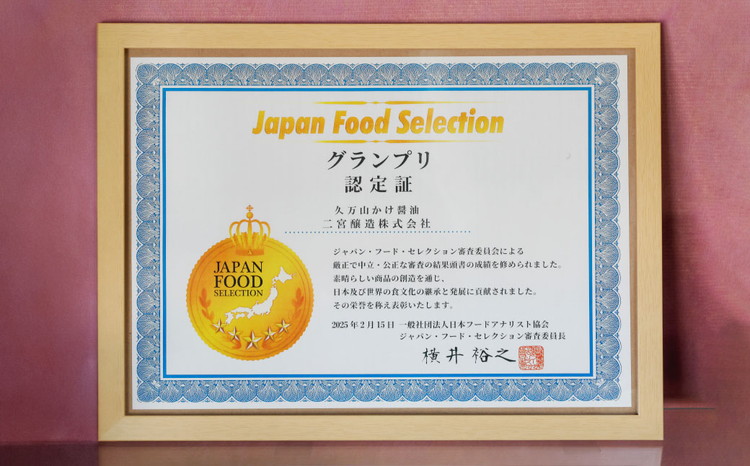 Japan Food Selection
グランプリ
認定証
久万山かけ醤油
二宮醸造株式会社
JAPAN
FOOD
SELECTION
ジャパン・フード・セレクション審査委員会による
厳正で中立・公正な審査の結果頭書の成績を修められました。
素晴らしい商品の創造を通じ、
日本及び世界の食文化の継承と発展に貢献されました。
その栄誉を称え表彰いたします。
2025年2月15日 一般社団法人日本フードアナリスト協会
ジャパン・フード・セレクション審査委員長
横井裕之